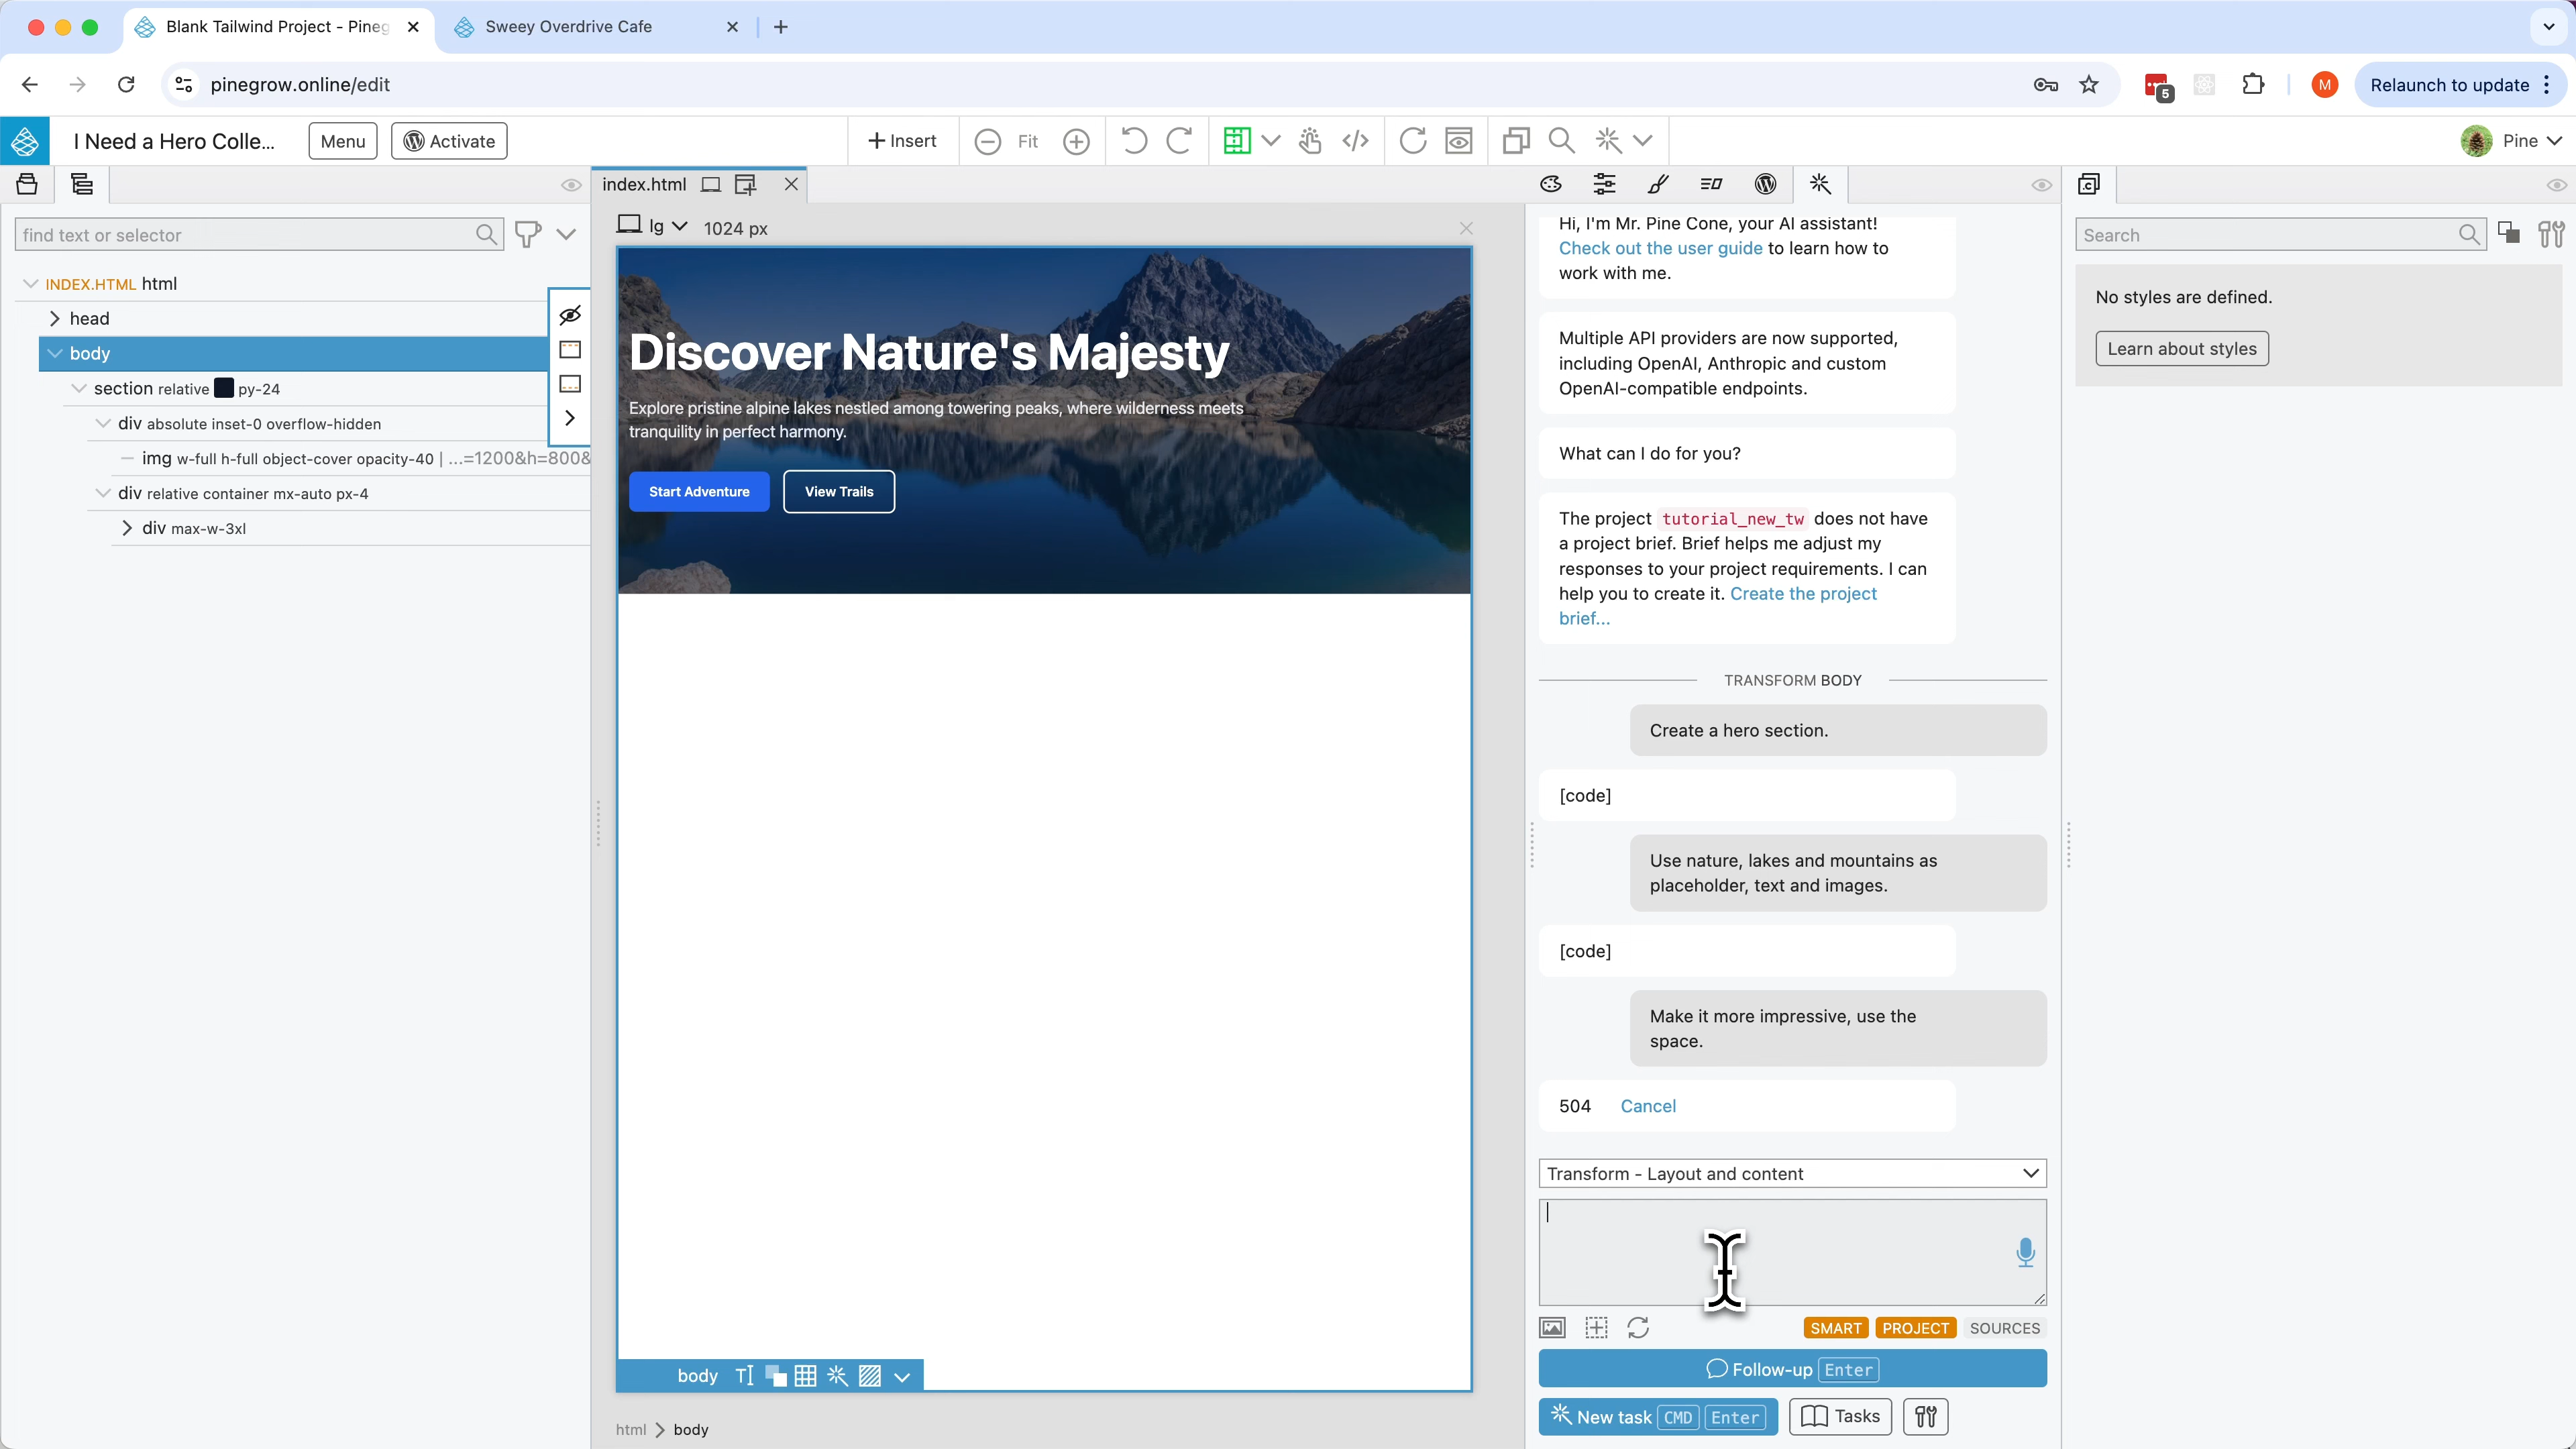 Blank Tailwind Project - Pineg
Sweey Overdrive Cafe
pinegrow.online/edit
5
M
Relaunch to update
I Need a Hero Colle...
Menu
Activate
Insert
Fit
Pine
index.html
find text or selector
lg
1024 px
INDEX.HTML html
head
body
section relative py-24
div absolute inset-0 overflow-hidden
img w-full h-full object-cover opacity-40 | ...=1200&h=800&
div relative container mx-auto px-4
div max-w-3xl
Discover Nature's Majesty
Explore pristine alpine lakes nestled among towering peaks, where wilderness meets
tranquility in perfect harmony.
Start Adventure
View Trails
body
html
body
Hi, I'm Mr. Pine Cone, your AI assistant!
Check out the user guide to learn how to
work with me.
Multiple API providers are now supported,
including OpenAI, Anthropic and custom
OpenAI-compatible endpoints.
What can I do for you?
The project tutorial_new_tw does not have
a project brief. Brief helps me adjust my
responses to your project requirements. I can
help you to create it. Create the project
brief...
TRANSFORM BODY
Create a hero section.
[code]
Use nature, lakes and mountains as
placeholder, text and images.
[code]
Make it more impressive, use the
space.
504 Cancel
Transform - Layout and content
SMART PROJECT SOURCES
Follow-up Enter
New task CMD Enter
Tasks
Search
No styles are defined.
Learn about styles